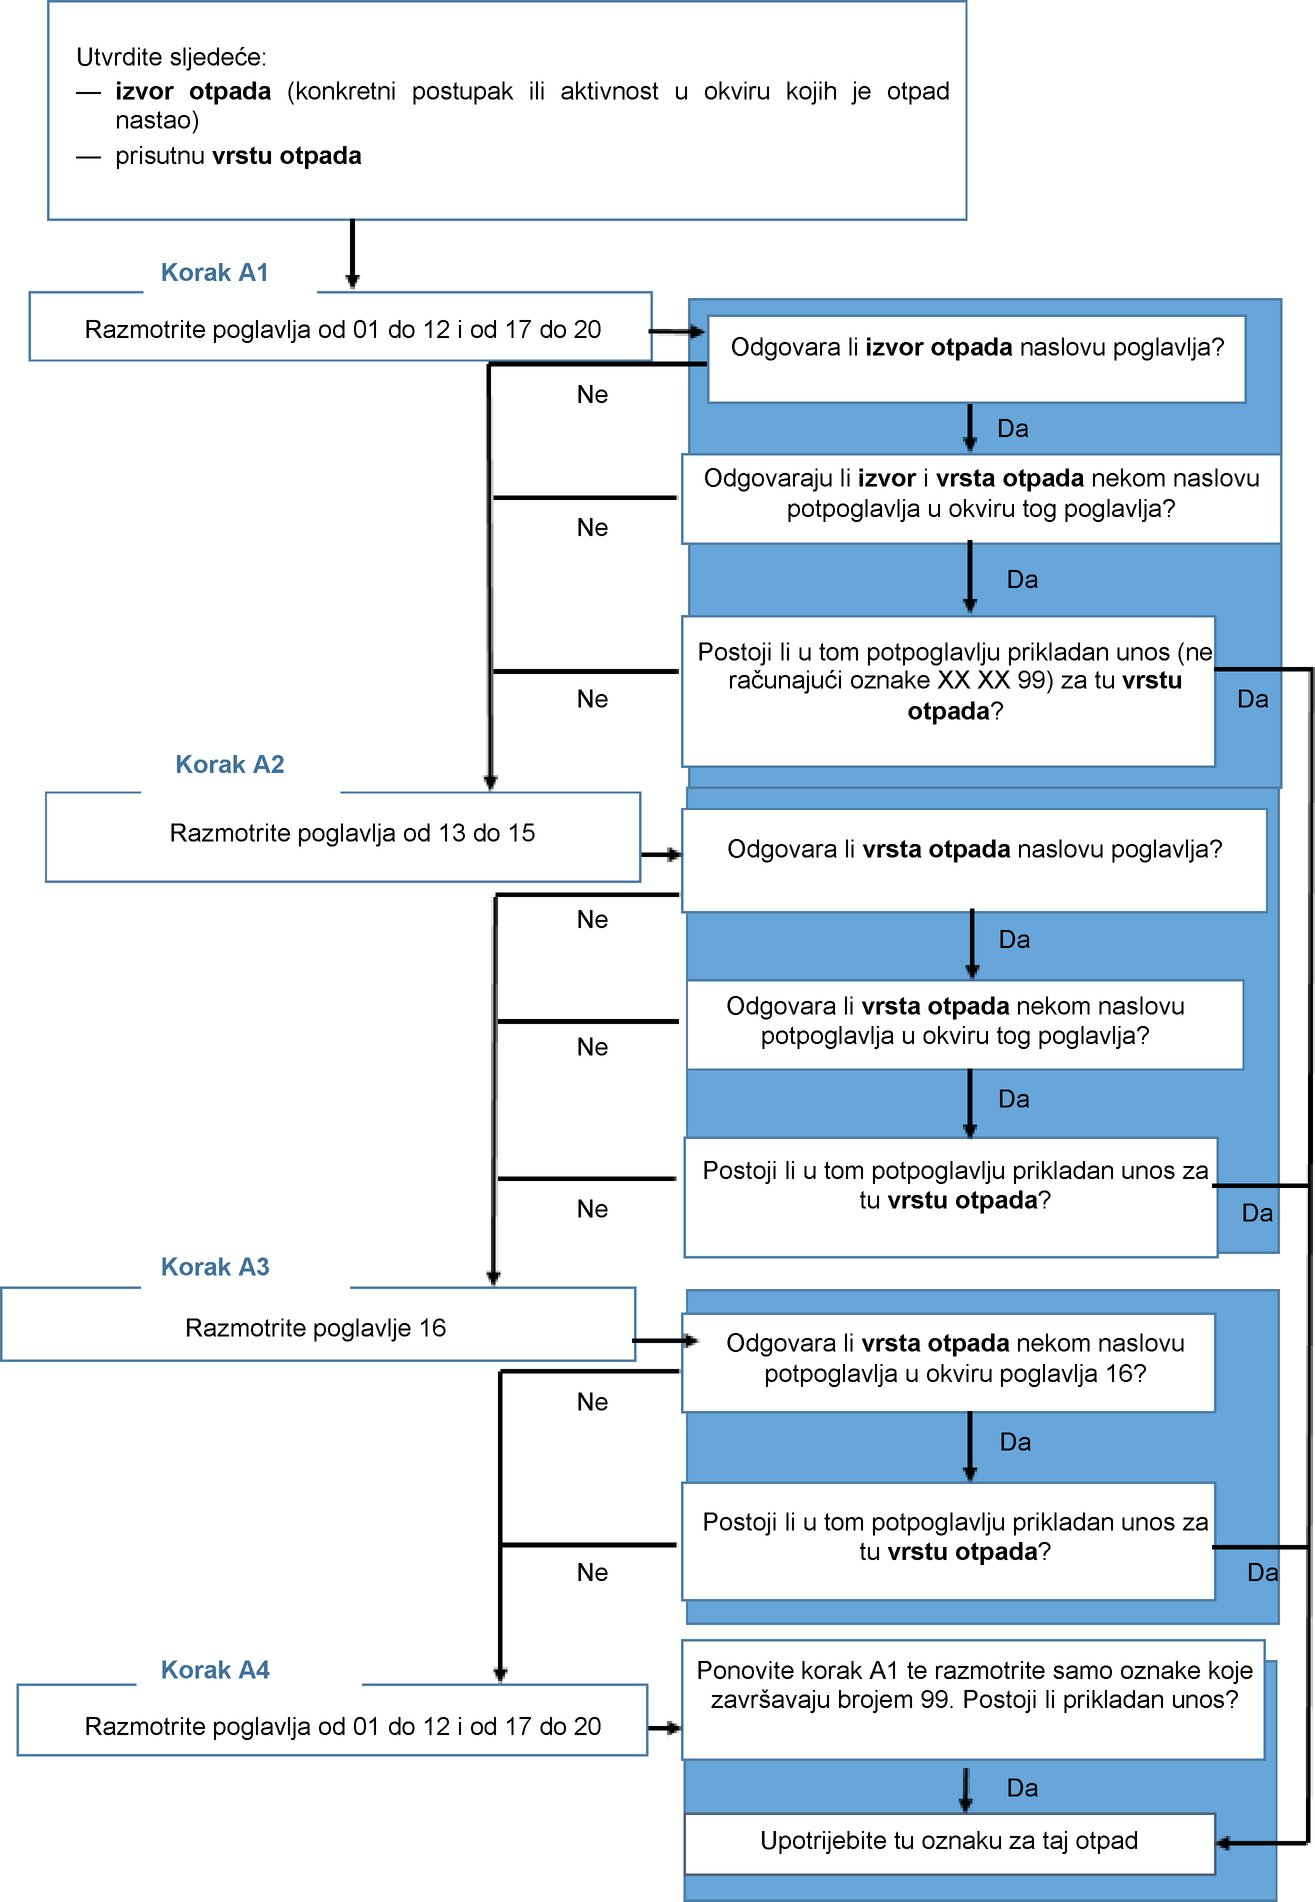 Utvrdite sljedeće:
— izvor otpada (konkretni postupak ili aktivnost u okviru kojih je otpad
nastao)
— prisutnu vrstu otpada
Korak A1
Razmotrite poglavlja od 01 do 12 i od 17 do 20
Odgovara li izvor otpada naslovu poglavlja?
Ne
Da
Odgovaraju li izvor i vrsta otpada nekom naslovu
potpoglavlja u okviru tog poglavlja?
Ne
Da
Postoji li u tom potpoglavlju prikladan unos (ne
računajući oznake XX XX 99) za tu vrstu
otpada?
Ne
Da
Korak A2
Razmotrite poglavlja od 13 do 15
Odgovara li vrsta otpada naslovu poglavlja?
Ne
Da
Odgovara li vrsta otpada nekom naslovu
potpoglavlja u okviru tog poglavlja?
Ne
Da
Postoji li u tom potpoglavlju prikladan unos za
tu vrstu otpada?
Ne
Da
Korak A3
Razmotrite poglavlje 16
Odgovara li vrsta otpada nekom naslovu
potpoglavlja u okviru poglavlja 16?
Ne
Da
Postoji li u tom potpoglavlju prikladan unos za
tu vrstu otpada?
Ne
Da
Korak A4
Razmotrite poglavlja od 01 do 12 i od 17 do 20
Ponovite korak A1 te razmotrite samo oznake koje
završavaju brojem 99. Postoji li prikladan unos?
Da
Upotrijebite tu oznaku za taj otpad